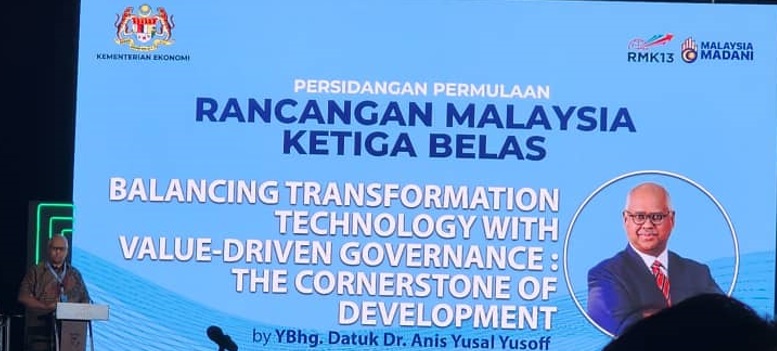 KEMENTERIAN EKONOMI
RMK13
MALAYSIA
MADANI
PERSIDANGAN PERMULAAN
RANCANGAN MALAYSIA
KETIGA BELAS
BALANCING TRANSFORMATION
TECHNOLOGY WITH
VALUE-DRIVEN GOVERNANCE :
THE CORNERSTONE OF
DEVELOPMENT
by YBhg. Datuk Dr. Anis Yusal Yusoff